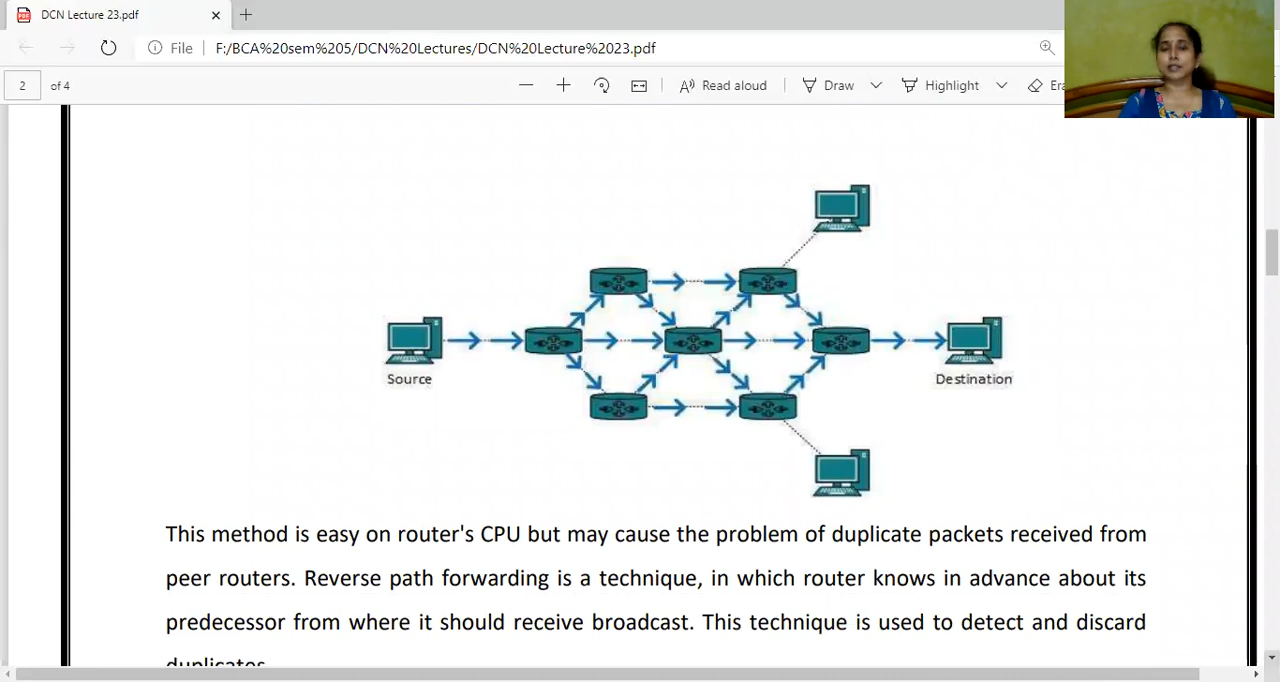 DCN Lecture 23.pdf
File F:/BCA%20sem%205/DCN%20Lectures/DCN%20Lecture%2023.pdf
2 of 4 Read aloud Draw Highlight Era
Source
Destination
This method is easy on router's CPU but may cause the problem of duplicate packets received from
peer routers. Reverse path forwarding is a technique, in which router knows in advance about its
predecessor from where it should receive broadcast. This technique is used to detect and discard
duplicates.